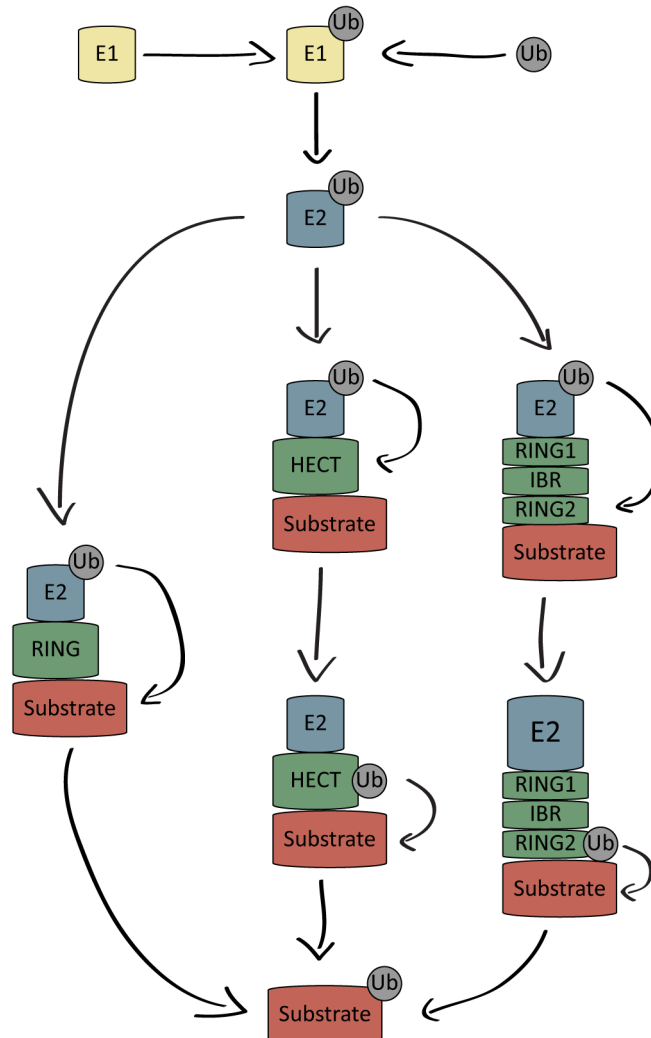 Ub
E1
E1
Ub
Ub
E2
Ub
E2
HECT
Substrate
Ub
E2
RING1
IBR
RING2
Substrate
Ub
E2
RING
Substrate
E2
HECT
Ub
Substrate
E2
RING1
IBR
RING2
Ub
Substrate
Ub
Substrate